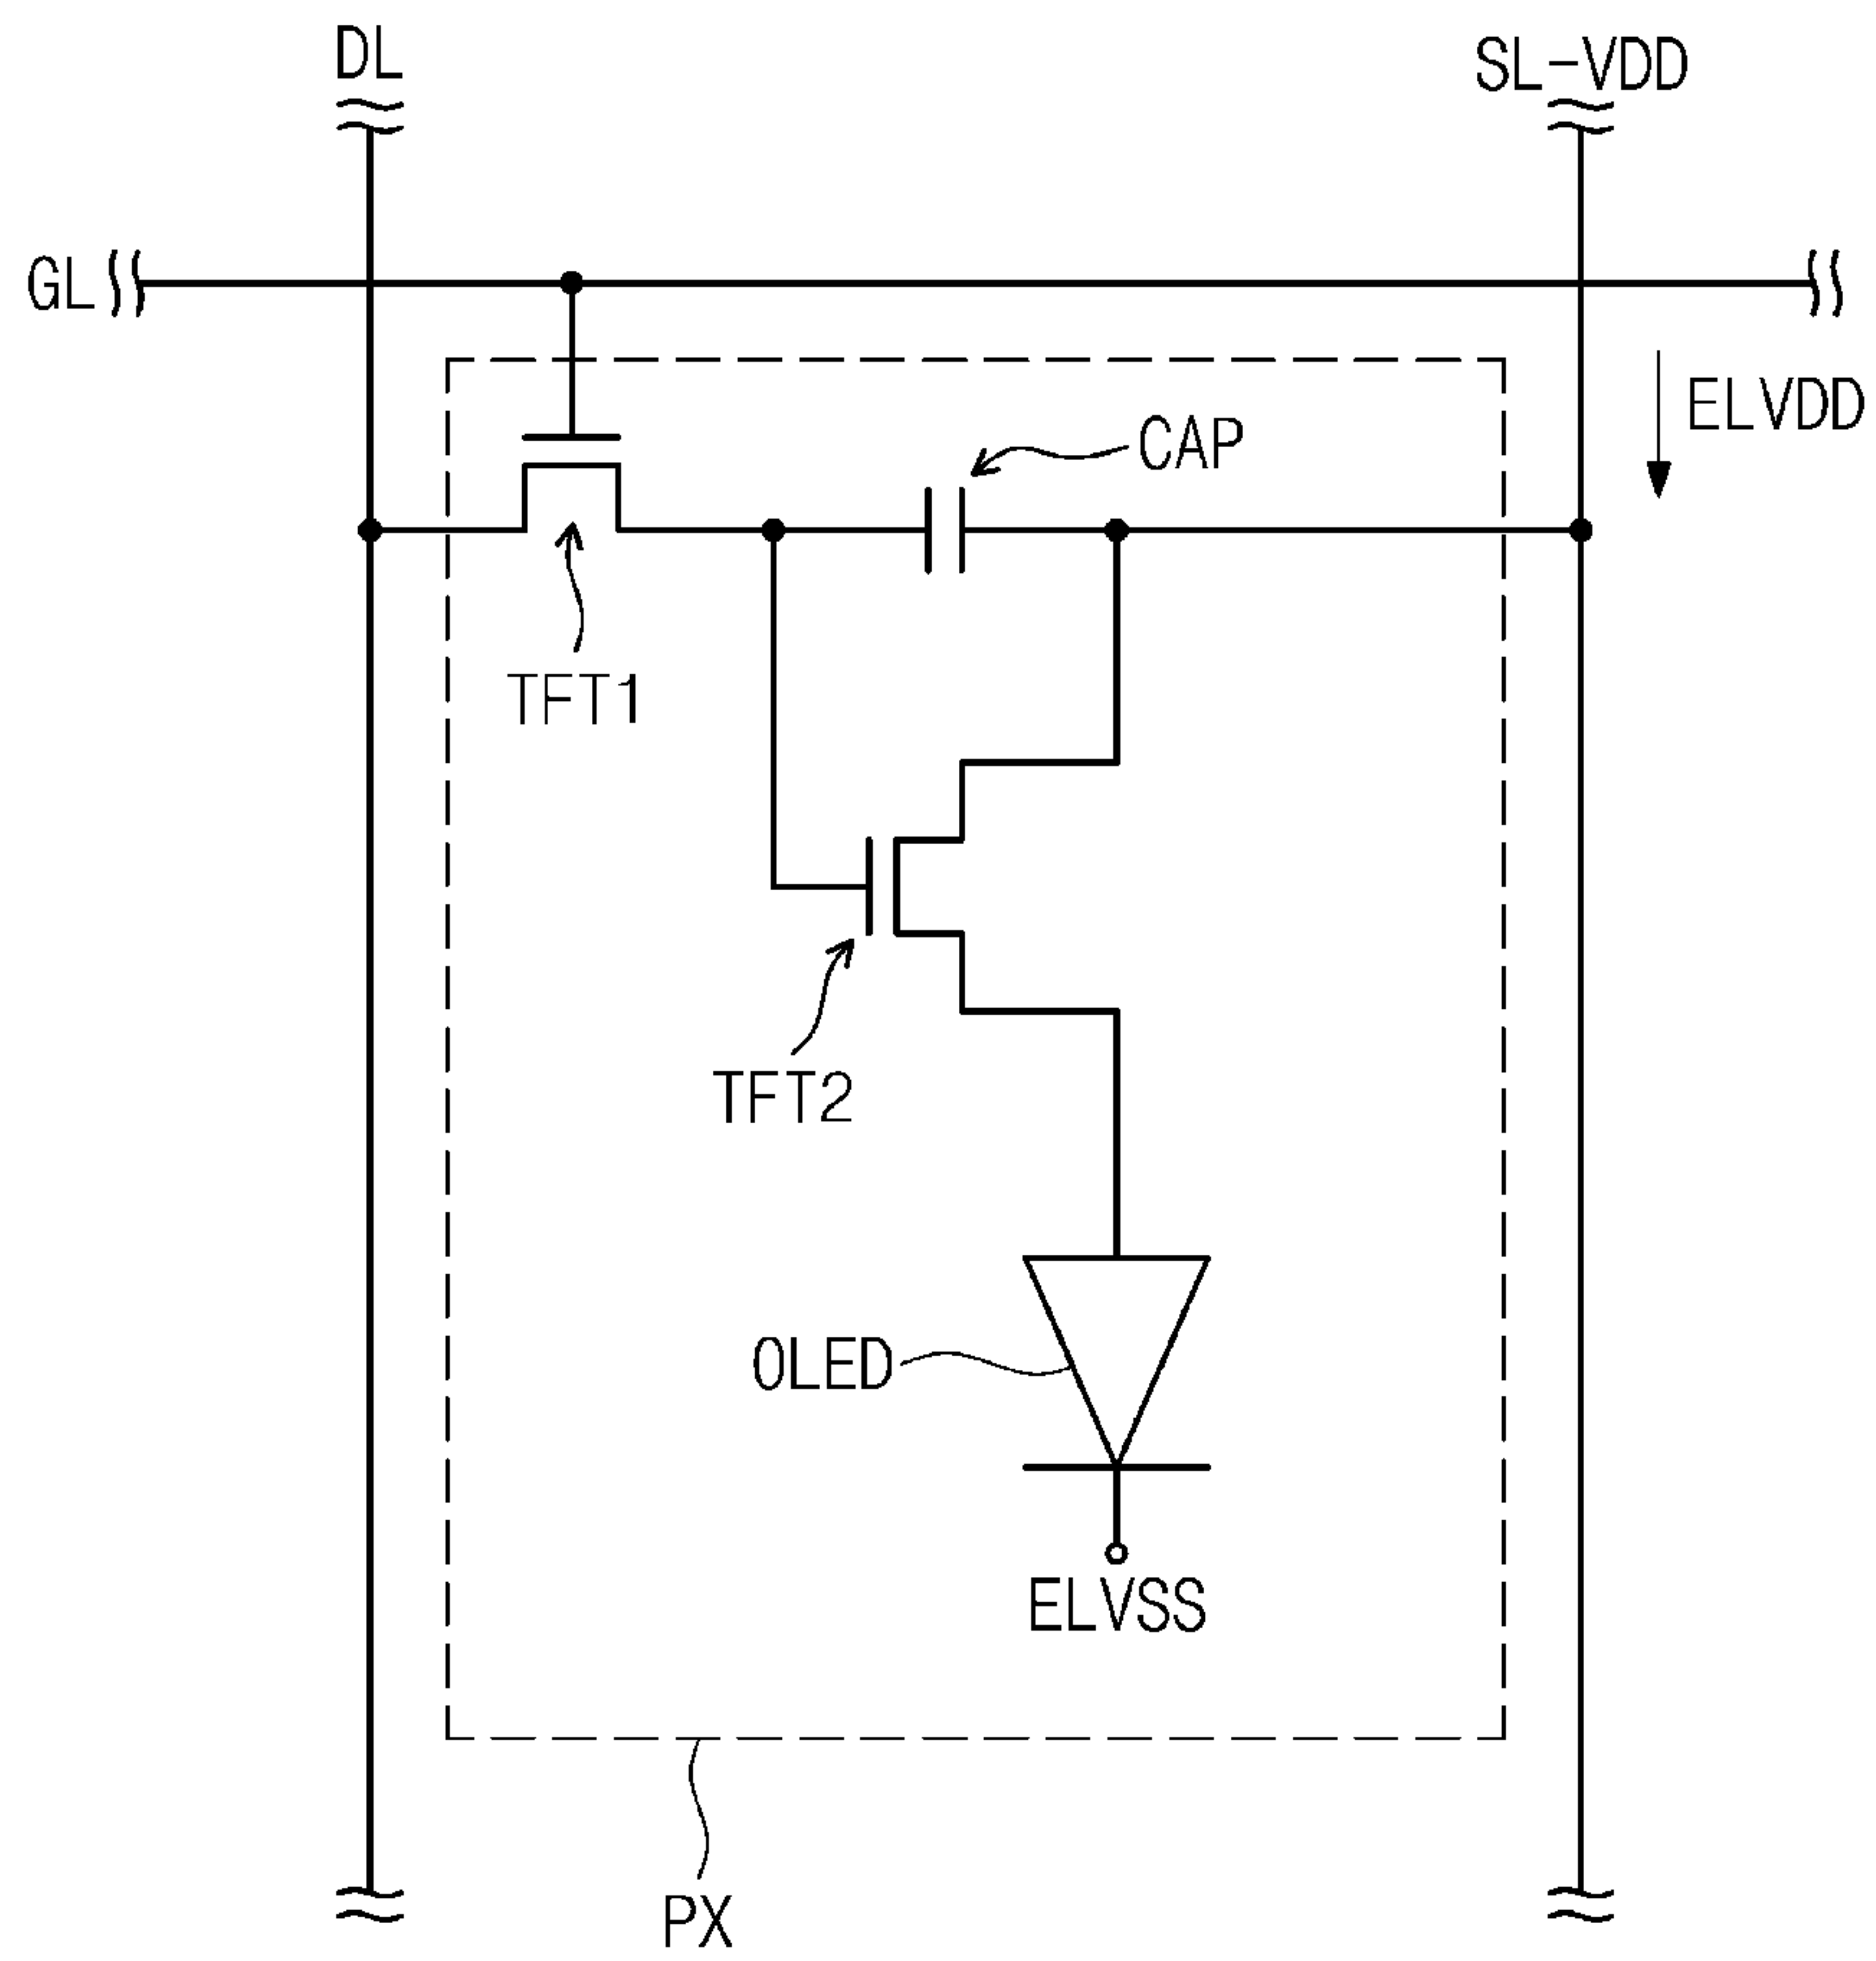 DL
SL-VDD
GL
ELVDD
CAP
TFT1
TFT2
OLED
ELVSS
PX